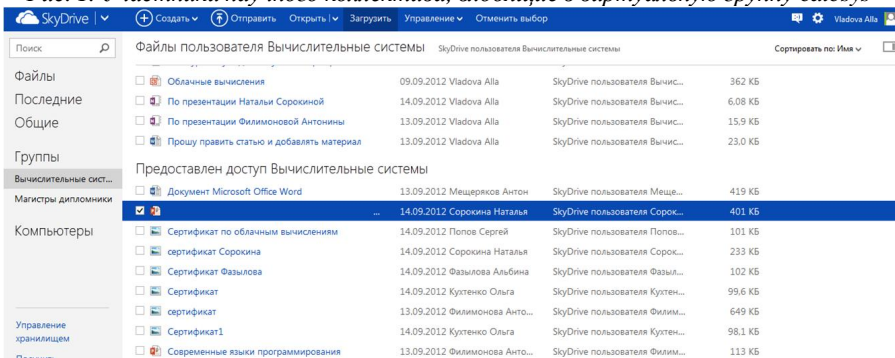 SkyDrive | Создать Отправить Открыть | Загрузить Управление Отменить выбор Vladova Alla
Поиск
Файлы
Последние
Общие
Группы
Вычислительные сист...
Магистры дипломники
Компьютеры
Управление
хранилищем
Файлы пользователя Вычислительные системы SkyDrive пользователя Вычислительные системы Сортировать по: Имя
Облачные вычисления 09.09.2012 Vladova Alla SkyDrive пользователя Вычис... 362 КБ
По презентации Натальи Сорокиной 14.09.2012 Vladova Alla SkyDrive пользователя Вычис... 6,08 КБ
По презентации Филимоновой Антонины 13.09.2012 Vladova Alla SkyDrive пользователя Вычис... 15,9 КБ
Прошу править статью и добавлять материал 13.09.2012 Vladova Alla SkyDrive пользователя Вычис... 23,0 КБ
Предоставлен доступ Вычислительные системы
Документ Microsoft Office Word 13.09.2012 Мещеряков Антон SkyDrive пользователя Меще... 419 КБ
... 14.09.2012 Сорокина Наталья SkyDrive пользователя Сорок... 401 КБ
Сертификат по облачным вычислениям 14.09.2012 Попов Сергей SkyDrive пользователя Попов... 101 КБ
сертификат Сорокина 14.09.2012 Сорокина Наталья SkyDrive пользователя Сорок... 233 КБ
Сертификат Фазылова 14.09.2012 Фазылова Альбина SkyDrive пользователя Фазыл... 102 КБ
Сертификат 14.09.2012 Кухтенко Ольга SkyDrive пользователя Кухтен... 99,6 КБ
сертификат 13.09.2012 Филимонова Анто... SkyDrive пользователя Филим... 649 КБ
Сертификат1 14.09.2012 Кухтенко Ольга SkyDrive пользователя Кухтен... 98,1 КБ
Современные языки программирования 13.09.2012 Филимонова Анто... SkyDrive пользователя Филим... 113 КБ